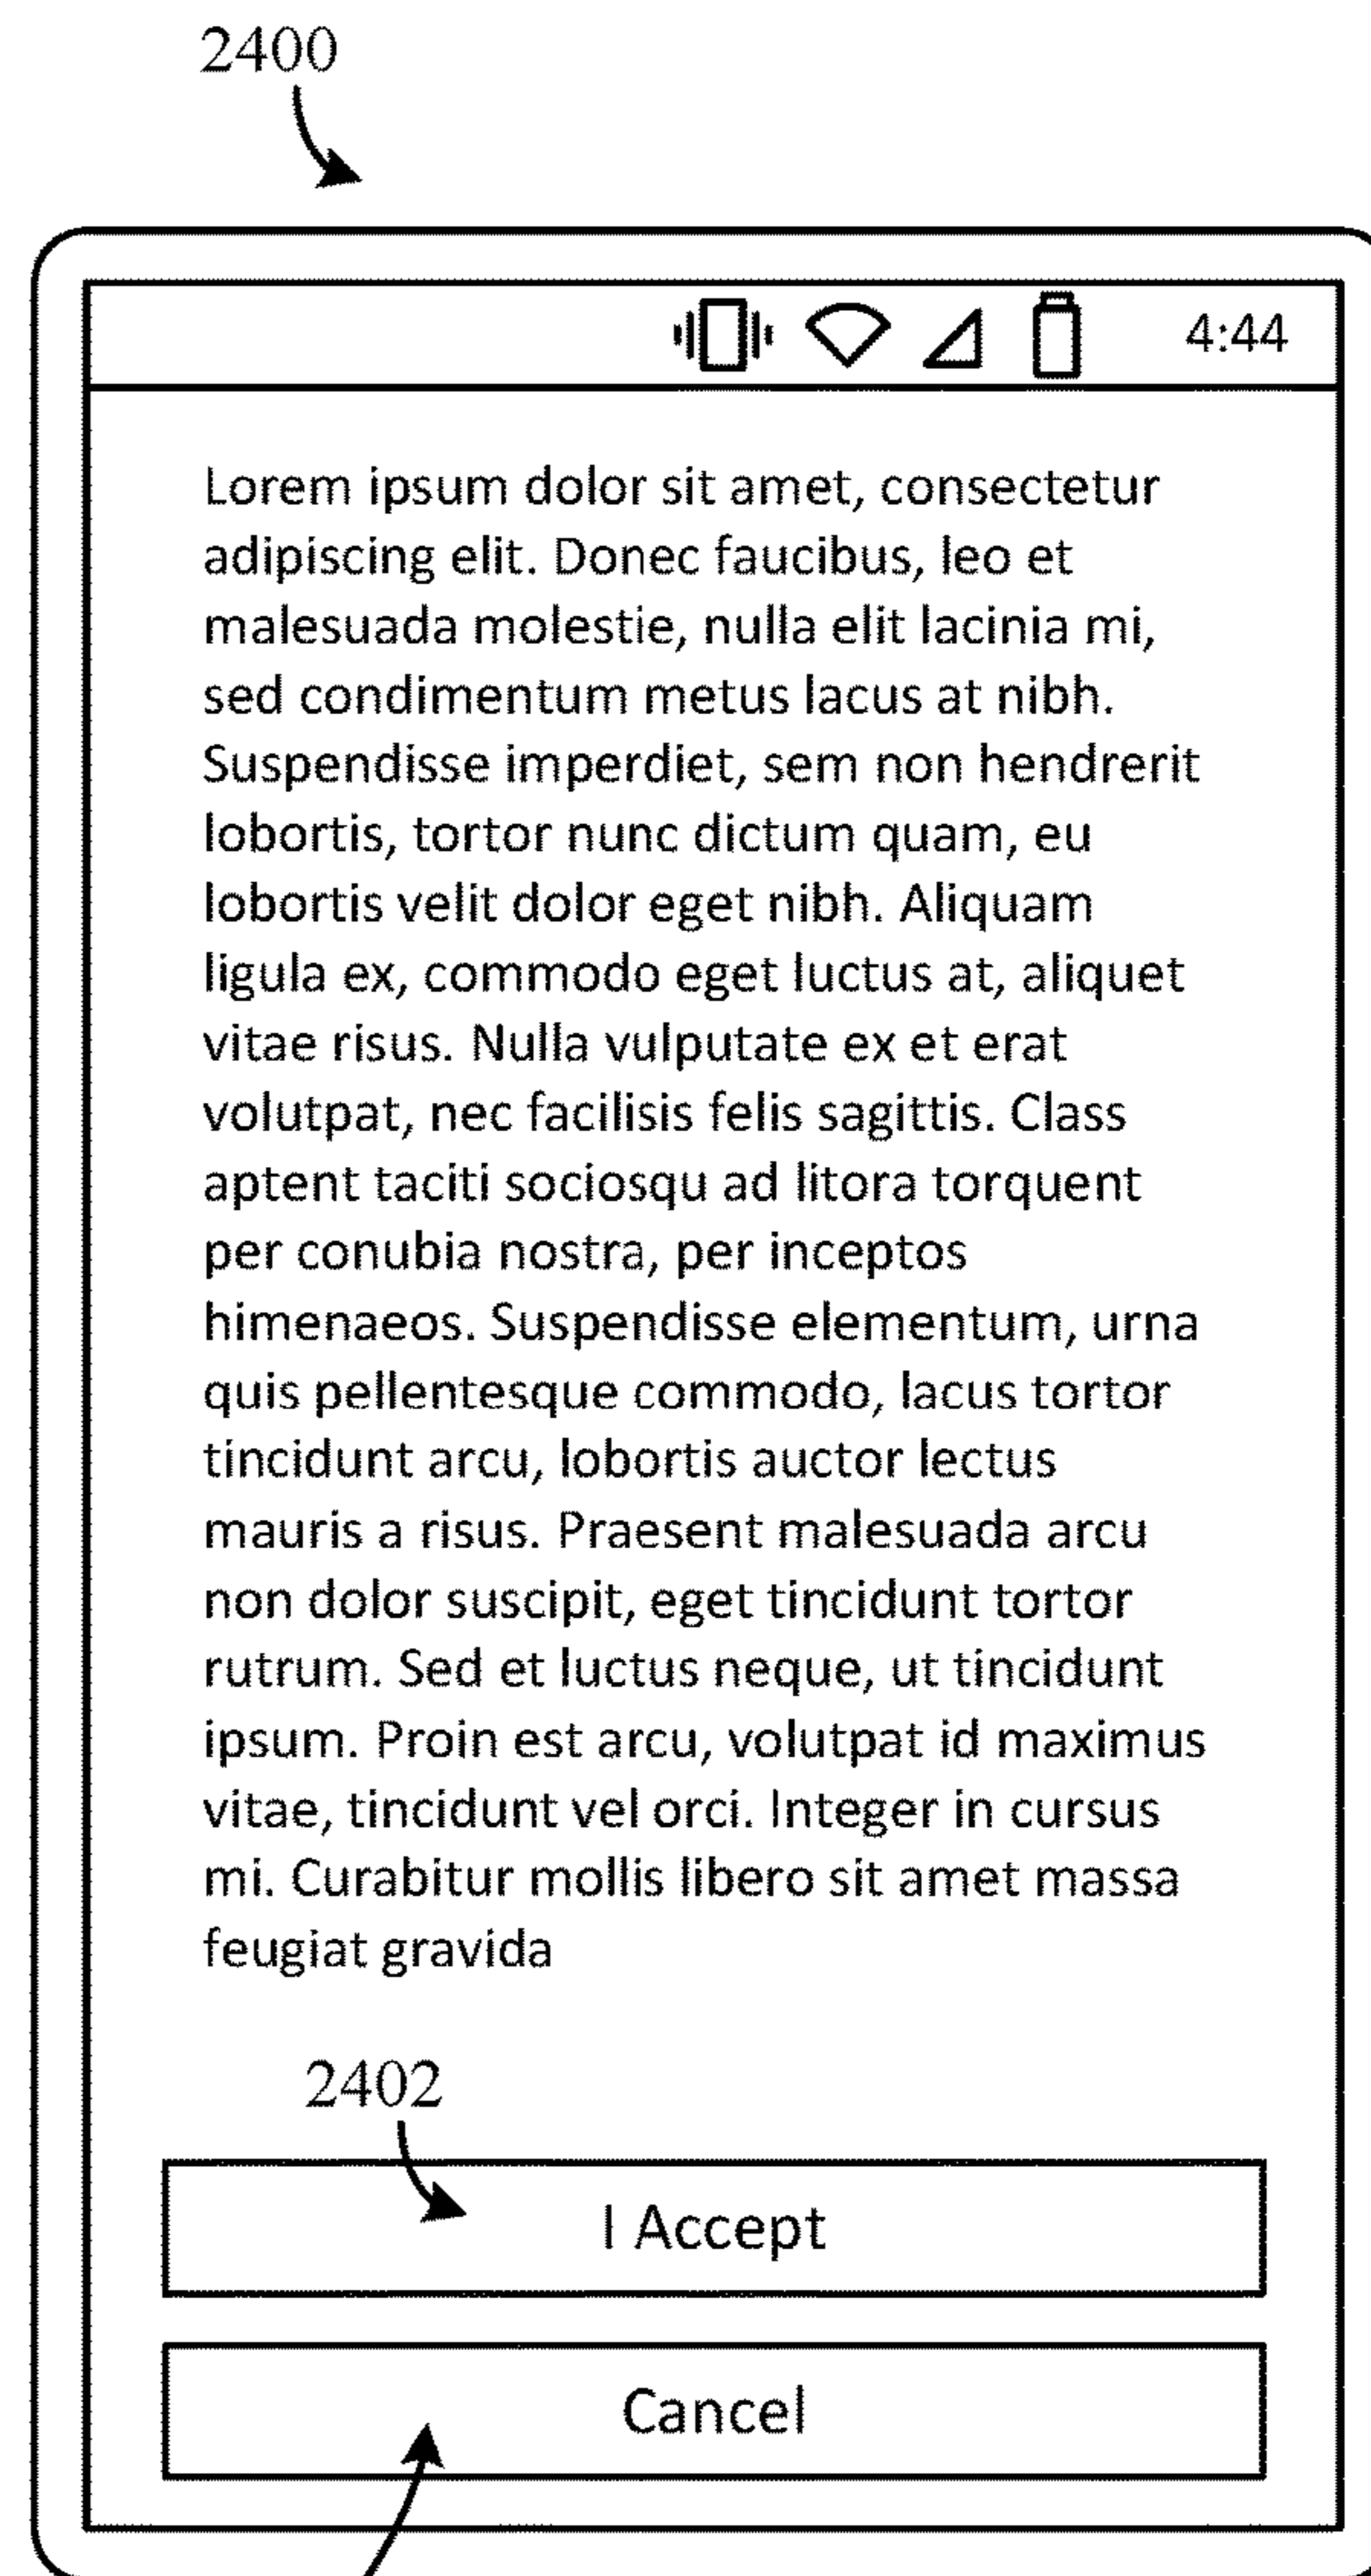 2400
4:44
Lorem ipsum dolor sit amet, consectetur
adipiscing elit. Donec faucibus, leo et
malesuada molestie, nulla elit lacinia mi,
sed condimentum metus lacus at nibh.
Suspendisse imperdiet, sem non hendrerit
lobortis, tortor nunc dictum quam, eu
lobortis velit dolor eget nibh. Aliquam
ligula ex, commodo eget luctus at, aliquet
vitae risus. Nulla vulputate ex et erat
volutpat, nec facilisis felis sagittis. Class
aptent taciti sociosqu ad litora torquent
per conubia nostra, per inceptos
himenaeos. Suspendisse elementum, urna
quis pellentesque commodo, lacus tortor
tincidunt arcu, lobortis auctor lectus
mauris a risus. Praesent malesuada arcu
non dolor suscipit, eget tincidunt tortor
rutrum. Sed et luctus neque, ut tincidunt
ipsum. Proin est arcu, volutpat id maximus
vitae, tincidunt vel orci. Integer in cursus
mi. Curabitur mollis libero sit amet massa
feugiat gravida
2402
I Accept
Cancel